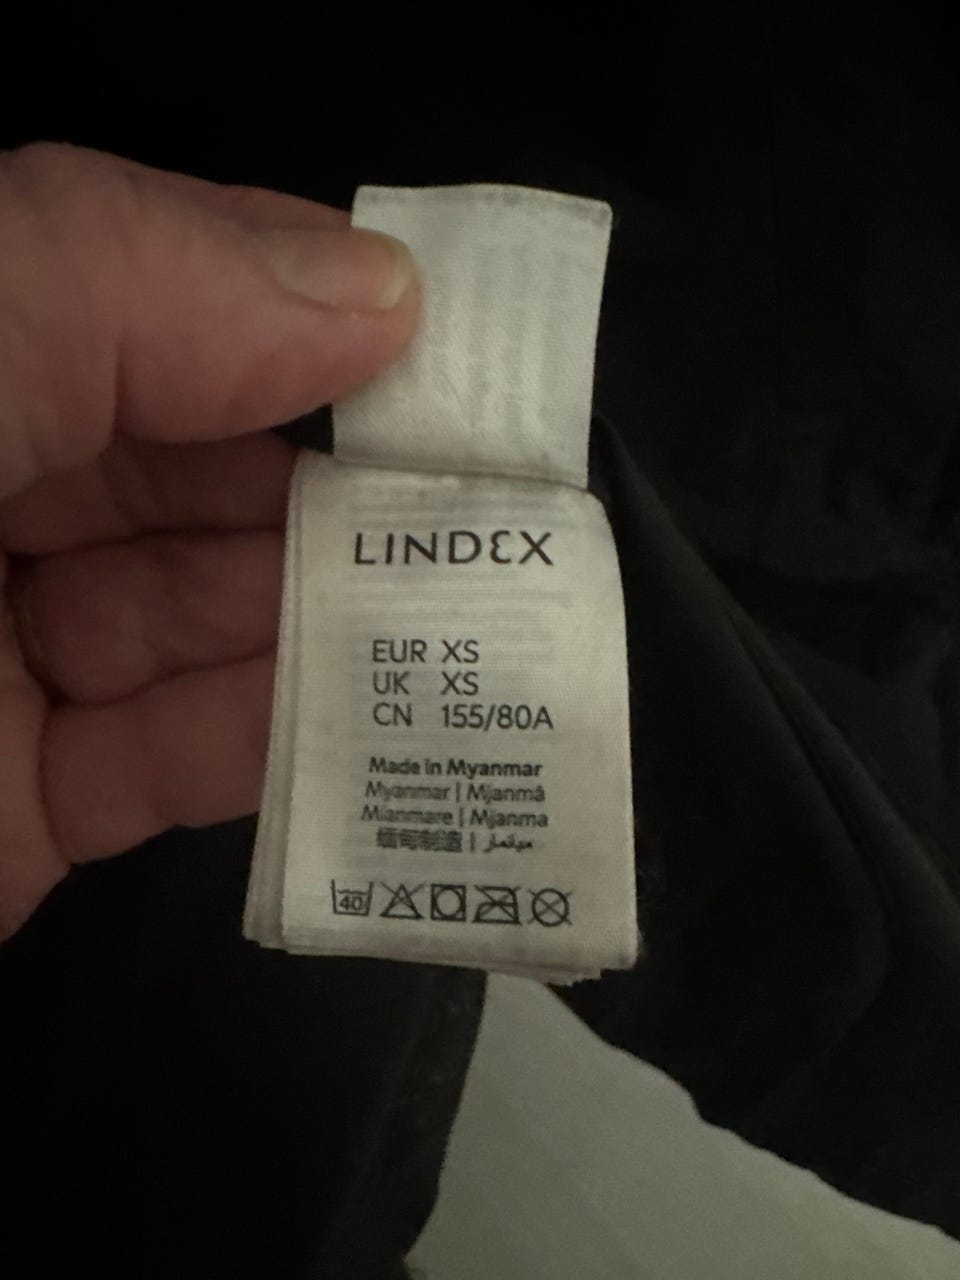 LINDEX
EUR XS
UK XS
CN 155/80A
Made in Myanmar
Myanmar | Mjanmâ
Mianmare | Mjanma
缅甸制造 | ميانمار
40